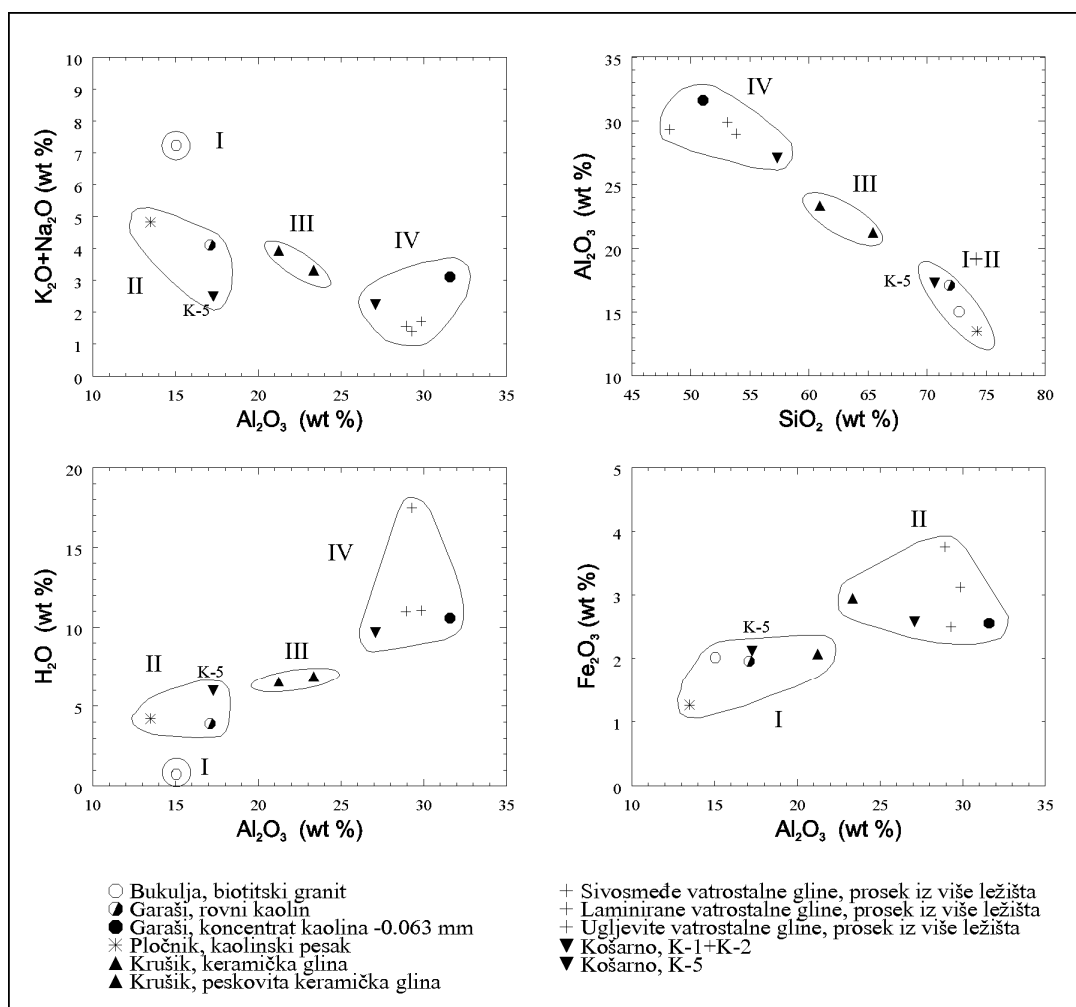 10
9
8
7
6
5
4
3
2
1
0
K₂O+Na₂O (wt %)
I
II
III
IV
K-5
10 15 20 25 30 35
Al₂O₃ (wt %)
35
30
25
20
15
10
Al₂O₃ (wt %)
IV
III
I+II
K-5
45 50 55 60 65 70 75 80
SiO₂ (wt %)
20
15
10
5
0
H₂O (wt %)
IV
III
II
K-5
I
10 15 20 25 30 35
Al₂O₃ (wt %)
5
4
3
2
1
0
Fe₂O₃ (wt %)
II
K-5
I
10 15 20 25 30 35
Al₂O₃ (wt %)
Bukulja, biotitski granit
Garaši, rovni kaolin
Garaši, koncentrat kaolina -0.063 mm
Pločnik, kaolinski pesak
Krušik, keramička glina
Krušik, peskovita keramička glina
Sivosmeđe vatrostalne gline, prosek iz više ležišta
Laminirane vatrostalne gline, prosek iz više ležišta
Ugljevite vatrostalne gline, prosek iz više ležišta
Košarno, K-1+K-2
Košarno, K-5